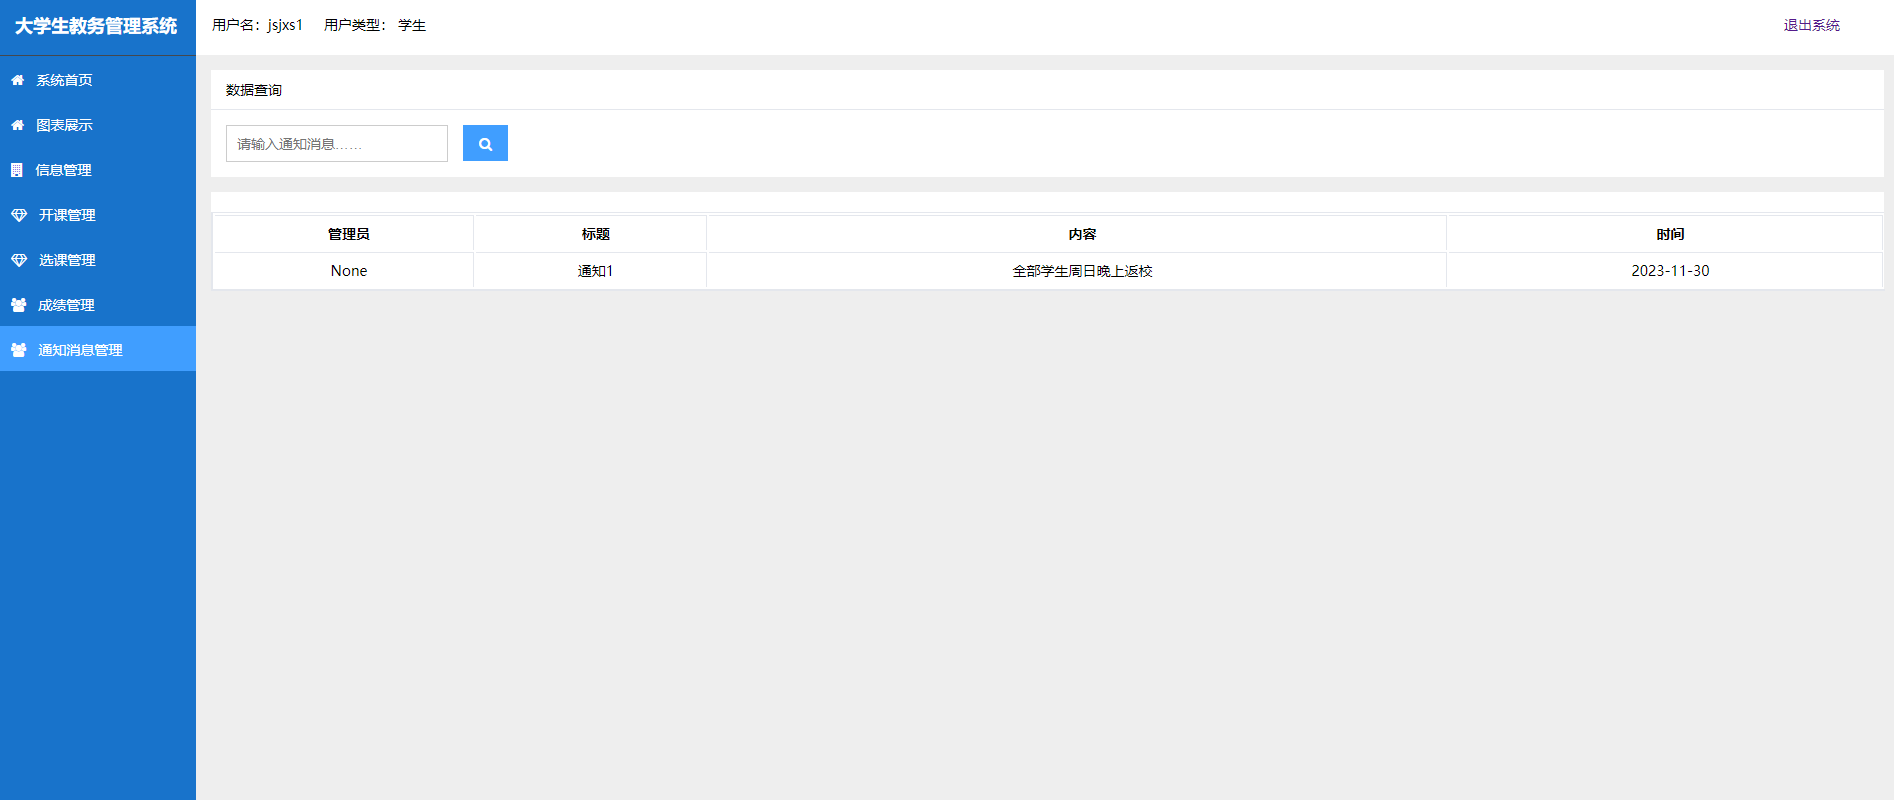 大学生教务管理系统
用户名：jsjxs1 用户类型： 学生
退出系统
系统首页
图表展示
信息管理
开课管理
选课管理
成绩管理
通知消息管理
数据查询
请输入通知消息……
管理员 标题 内容 时间
None 通知1 全部学生周日晚上返校 2023-11-30